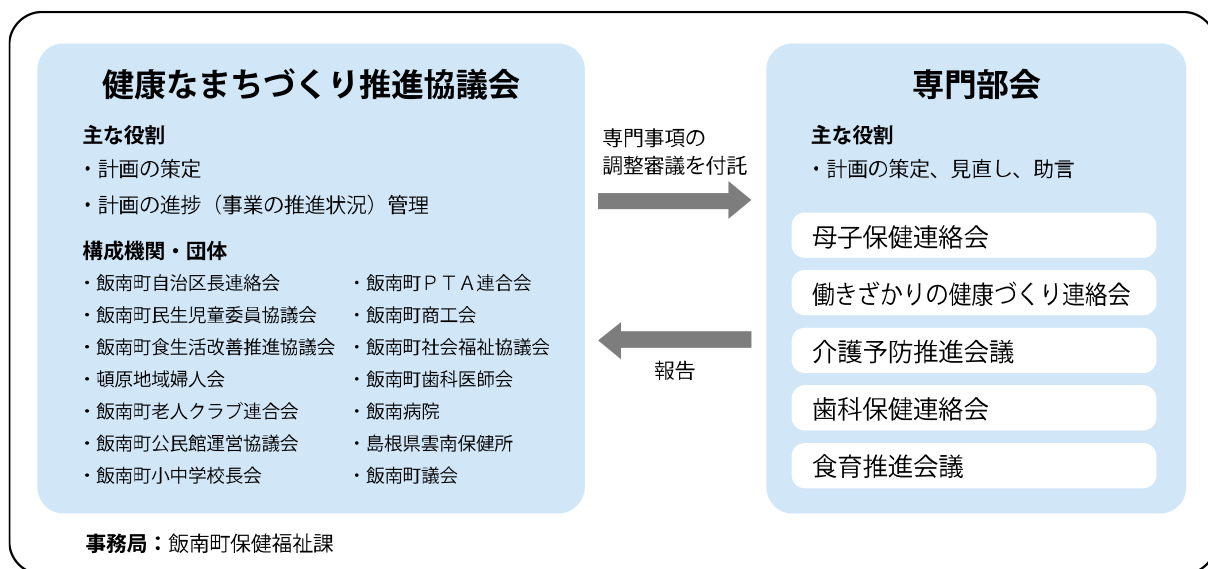 健康なまちづくり推進協議会
主な役割
・計画の策定
・計画の進捗（事業の推進状況）管理
構成機関・団体
・飯南町自治区長連絡会
・飯南町民生児童委員協議会
・飯南町食生活改善推進協議会
・頓原地域婦人会
・飯南町老人クラブ連合会
・飯南町公民館運営協議会
・飯南町小中学校長会
・飯南町ＰＴＡ連合会
・飯南町商工会
・飯南町社会福祉協議会
・飯南町歯科医師会
・飯南病院
・島根県雲南保健所
・飯南町議会
専門事項の
調整審議を付託
報告
専門部会
主な役割
・計画の策定、見直し、助言
母子保健連絡会
働きざかりの健康づくり連絡会
介護予防推進会議
歯科保健連絡会
食育推進会議
事務局：飯南町保健福祉課